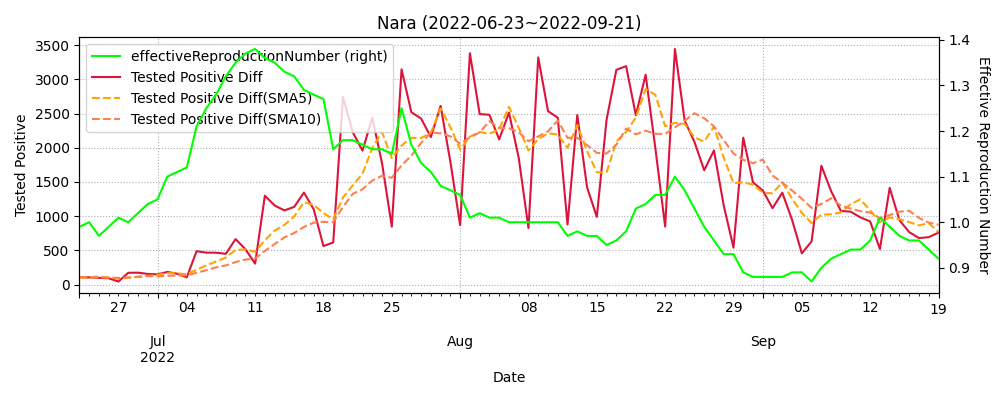 Nara (2022-06-23~2022-09-21)
effectiveReproductionNumber (right)
Tested Positive Diff
Tested Positive Diff(SMA5)
Tested Positive Diff(SMA10)
Tested Positive
3500
3000
2500
2000
1500
1000
500
0
1.4
1.3
1.2
1.1
1.0
0.9
Effective Reproduction Number
27 04 11 18 25 08 15 22 29 05 12 19
Jul Aug Sep
2022
Date